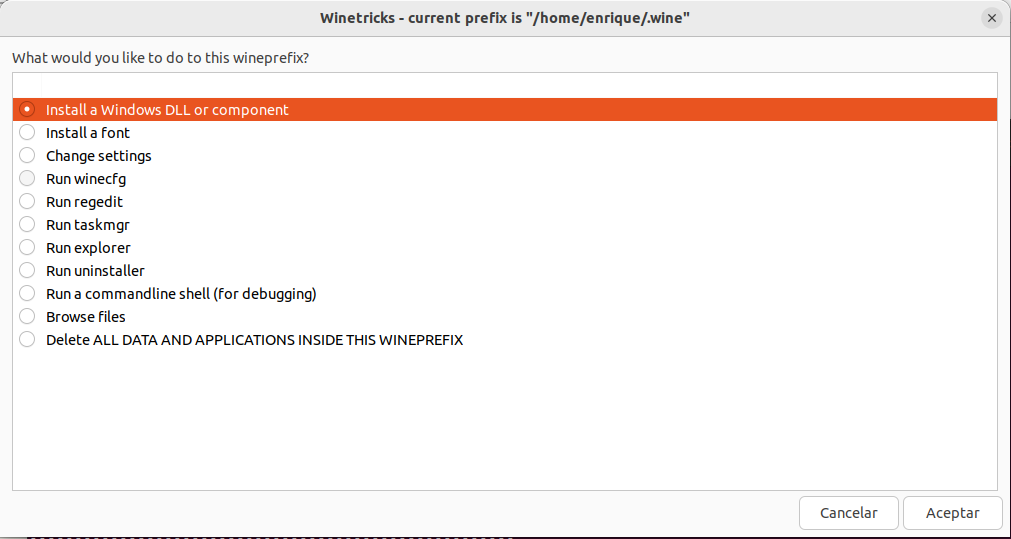 Winetricks - current prefix is "/home/enrique/.wine"
What would you like to do to this wineprefix?
Install a Windows DLL or component
Install a font
Change settings
Run winecfg
Run regedit
Run taskmgr
Run explorer
Run uninstaller
Run a commandline shell (for debugging)
Browse files
Delete ALL DATA AND APPLICATIONS INSIDE THIS WINEPREFIX
Cancelar
Aceptar